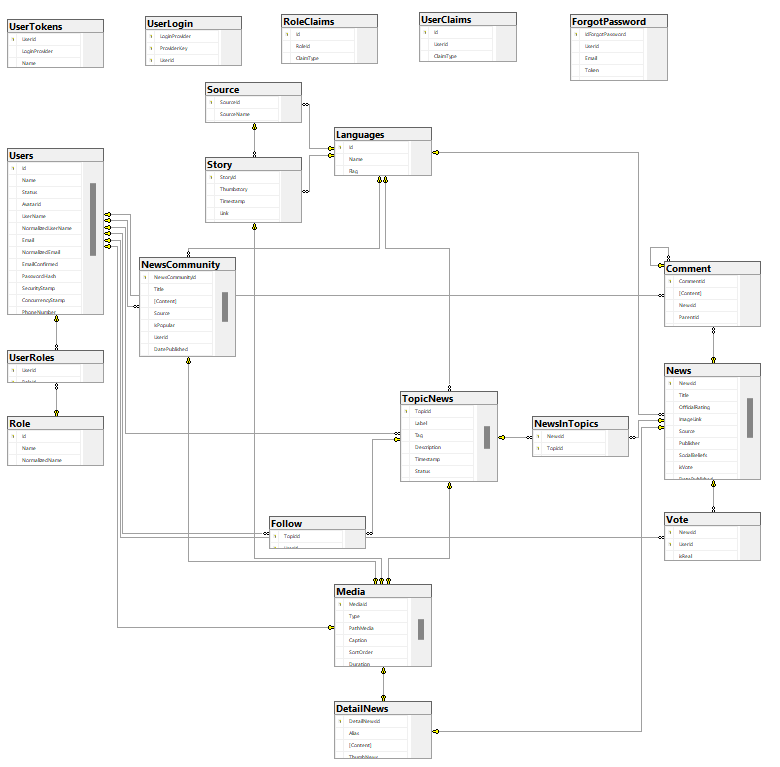 UserTokens
UserId
LoginProvider
Name
UserLogin
LoginProvider
ProviderKey
UserId
RoleClaims
Id
RoleId
ClaimType
UserClaims
Id
UserId
ClaimType
ForgotPassword
IdForgotPassword
UserId
Email
Token
Source
SourceId
SourceName
Languages
Id
Name
Flag
Users
Id
Name
Status
AvatarId
UserName
NormalizedUserName
Email
NormalizedEmail
EmailConfirmed
PasswordHash
SecurityStamp
ConcurrencyStamp
PhoneNumber
Story
StoryId
Thumbstory
Timestamp
Link
NewsCommunity
NewsCommunityId
Title
[Content]
Source
isPopular
UserId
DatePublished
Comment
CommentId
[Content]
NewsId
ParentId
UserRoles
UserId
RoleId
Role
Id
Name
NormalizedName
TopicNews
TopicId
Label
Tag
Description
Timestamp
Status
NewsInTopics
NewsId
TopicId
News
NewsId
Title
OfficialRating
ImageLink
Source
Publisher
SocialBeliefs
isVote
DatePublished
Follow
TopicId
UserId
Vote
NewsId
UserId
isReal
Media
MediaId
Type
PathMedia
Caption
SortOrder
Duration
DetailNews
DetailNewsId
Alias
[Content]
ThumbNews